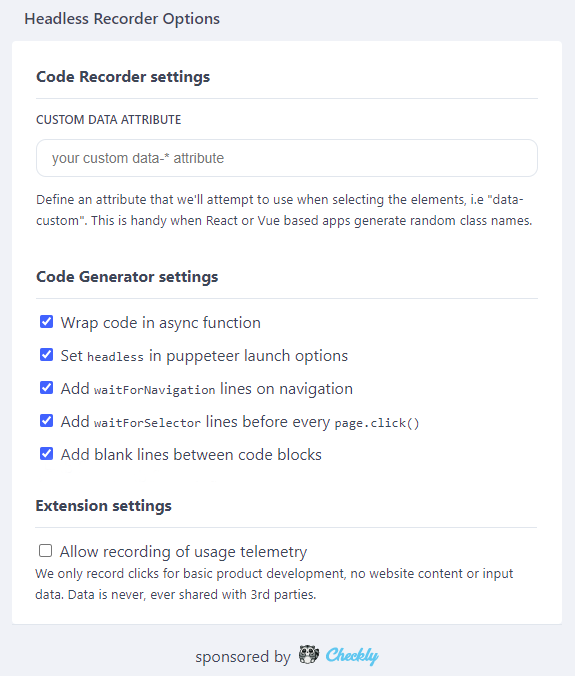 Headless Recorder Options
Code Recorder settings
CUSTOM DATA ATTRIBUTE
your custom data-* attribute
Define an attribute that we'll attempt to use when selecting the elements, i.e "data-
custom". This is handy when React or Vue based apps generate random class names.
Code Generator settings
Wrap code in async function
Set headless in puppeteer launch options
Add waitForNavigation lines on navigation
Add waitForSelector lines before every page.click()
Add blank lines between code blocks
Extension settings
Allow recording of usage telemetry
We only record clicks for basic product development, no website content or input
data. Data is never, ever shared with 3rd parties.
sponsored by Checkly